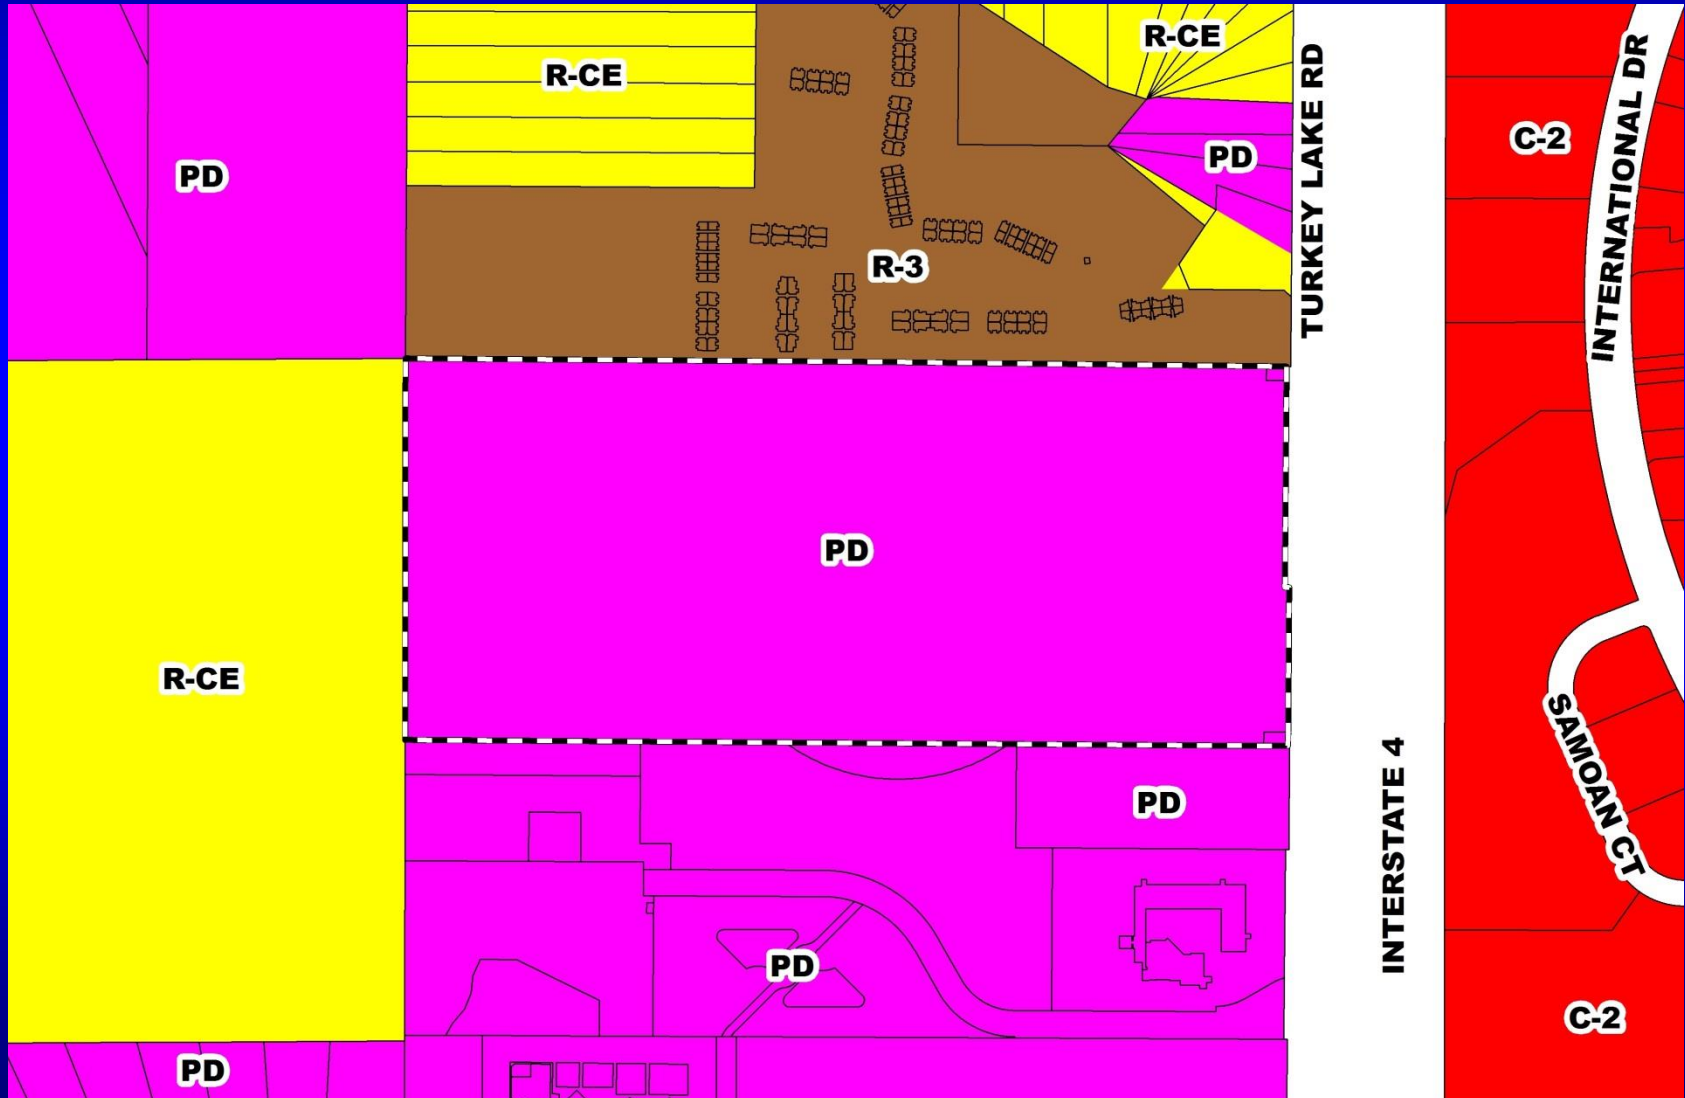 R-CE
R-CE
TURKEY LAKE RD
INTERNATIONAL DR
C-2
PD
PD
R-3
PD
R-CE
SAMOAN CT
PD
INTERSTATE 4
PD
C-2
PD